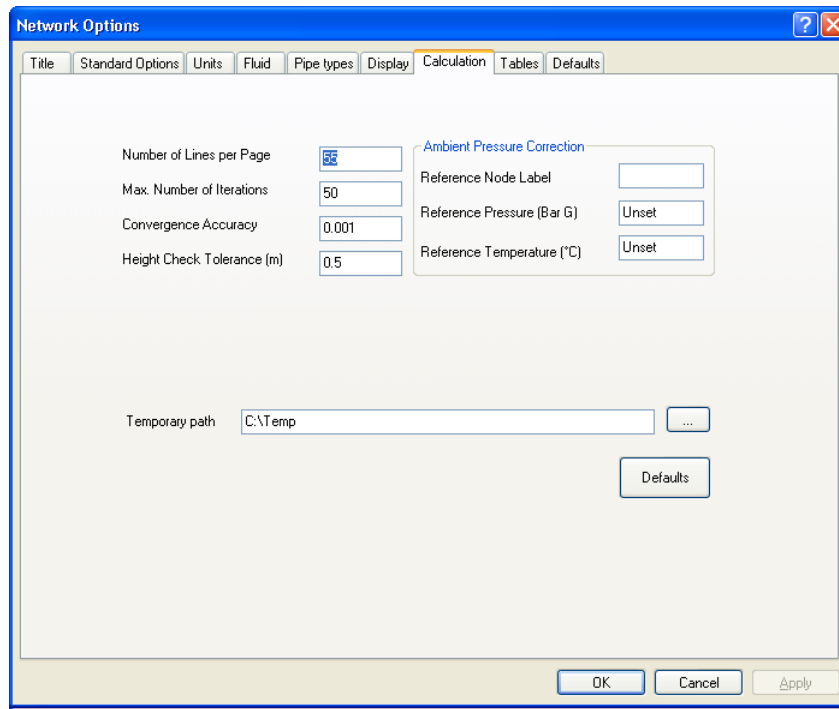 Network Options
Title Standard Options Units Fluid Pipe types Display Calculation Tables Defaults
Number of Lines per Page 55
Max. Number of Iterations 50
Convergence Accuracy 0.001
Height Check Tolerance (m) 0.5
Ambient Pressure Correction
Reference Node Label
Reference Pressure (Bar G) Unset
Reference Temperature (°C) Unset
Temporary path C:\Temp ...
Defaults
OK Cancel Apply